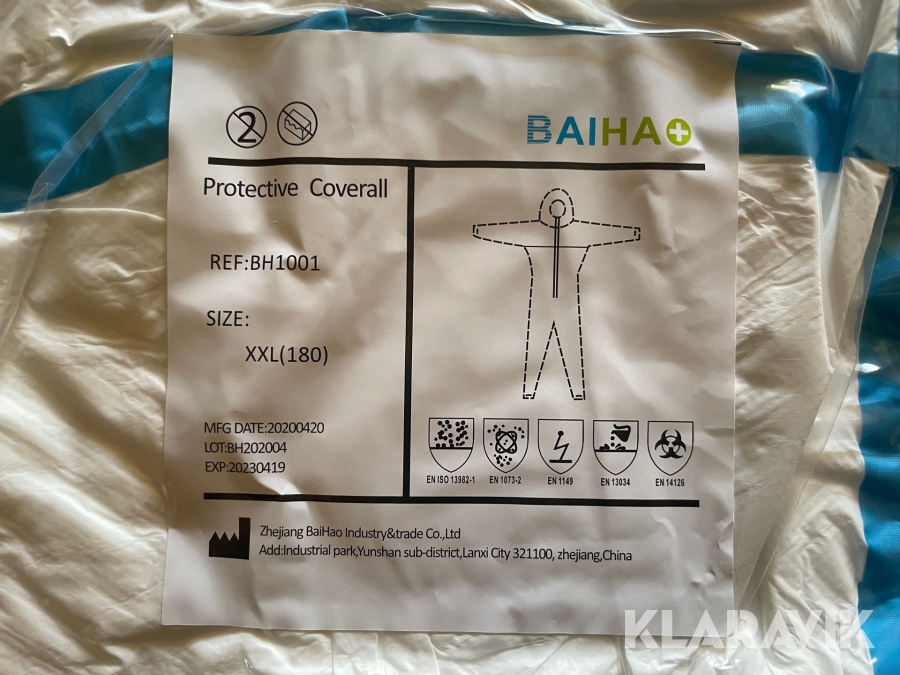 2
BAIHAO
Protective Coverall
REF:BH1001
SIZE:
XXL(180)
MFG DATE:20200420
LOT:BH202004
EXP:20230419
EN ISO 13982-1
EN 1073-2
EN 1149
EN 13034
EN 14126
Zhejiang BaiHao Industry&trade Co.,Ltd
Add:Industrial park,Yunshan sub-district,Lanxi City 321100, zhejiang,China
KLARAVIK